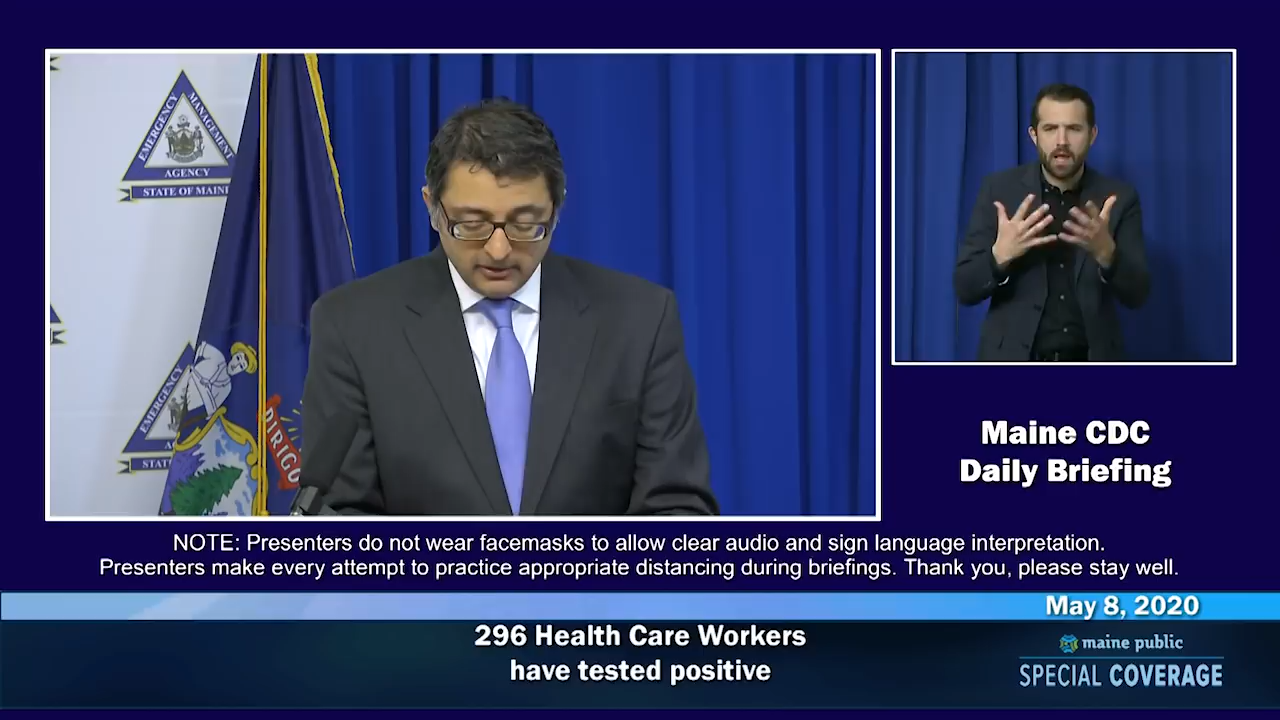 EMERGENCY
MANAGEMENT
AGENCY
STATE OF MAINE
EMERGENCY
DIRIGO
Maine CDC
Daily Briefing
NOTE: Presenters do not wear facemasks to allow clear audio and sign language interpretation.
Presenters make every attempt to practice appropriate distancing during briefings. Thank you, please stay well.
May 8, 2020
296 Health Care Workers
have tested positive
maine public
SPECIAL COVERAGE